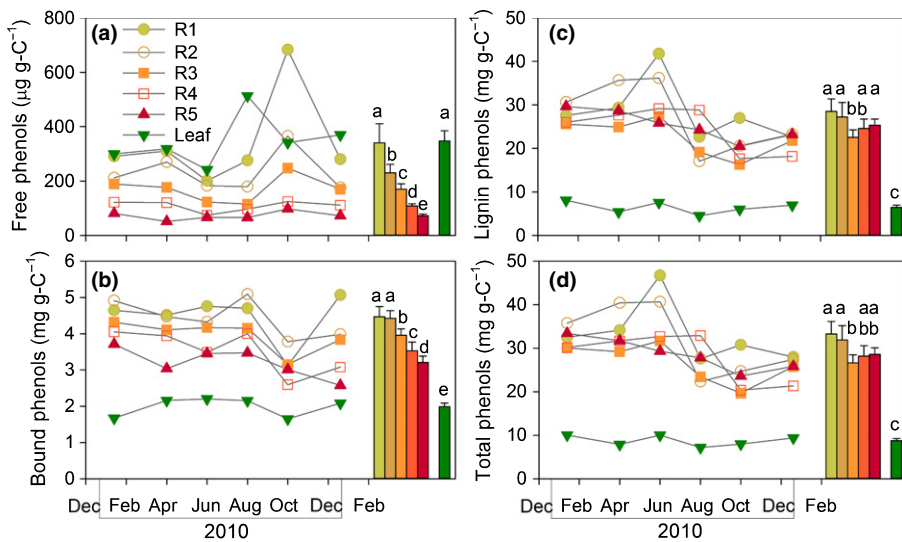 (a)
R1
R2
R3
R4
R5
Leaf
Free phenols (μg g-C⁻¹)
800
600
400
200
0
a
b
c
d
e
a
(b)
Bound phenols (mg g-C⁻¹)
6
5
4
3
2
1
0
a a
b
c
d
e
Dec Feb Apr Jun Aug Oct Dec Feb
2010
(c)
Lignin phenols (mg g-C⁻¹)
50
40
30
20
10
0
a a b b a a
c
(d)
Total phenols (mg g-C⁻¹)
50
40
30
20
10
0
a a a a
b b b
c
Dec Feb Apr Jun Aug Oct Dec Feb
2010